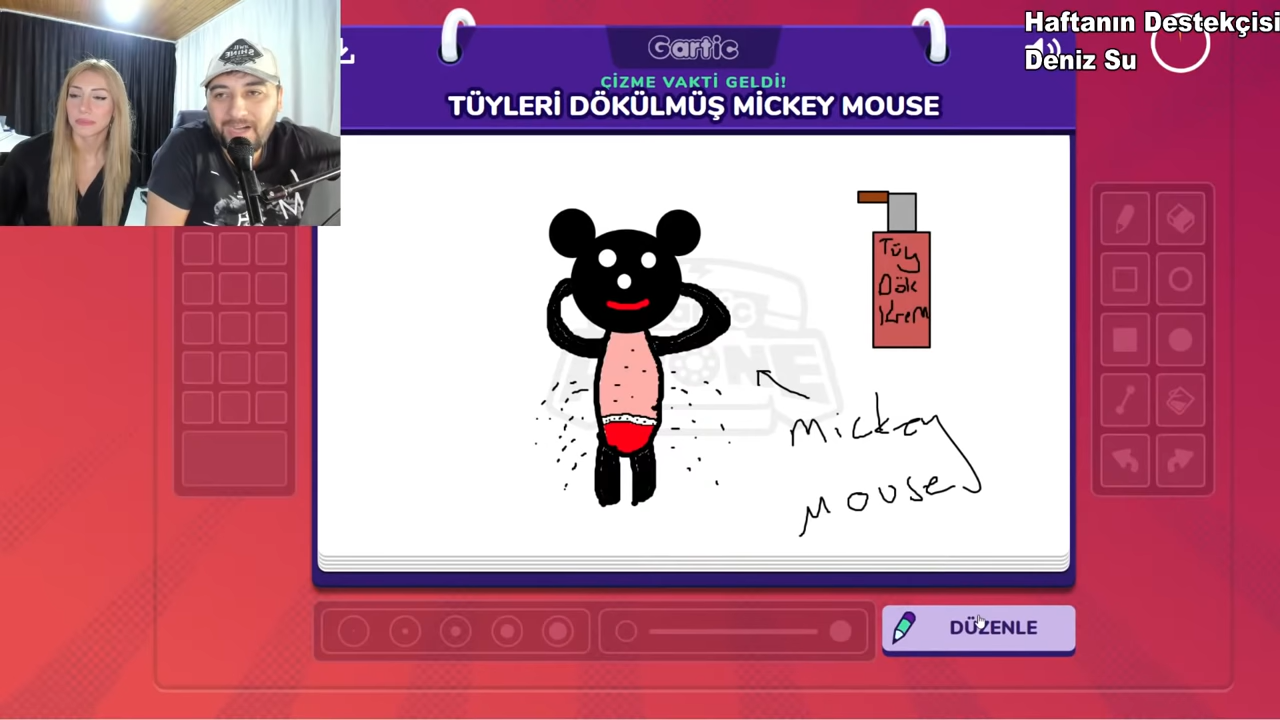 Haftanın Destekçisi
Deniz Su
Gartic
ÇİZME VAKTİ GELDİ!
TÜYLERİ DÖKÜLMÜŞ MİCKEY MOUSE
Tüy
Dök
Krem
Mickey
Mouse
DÜZENLE